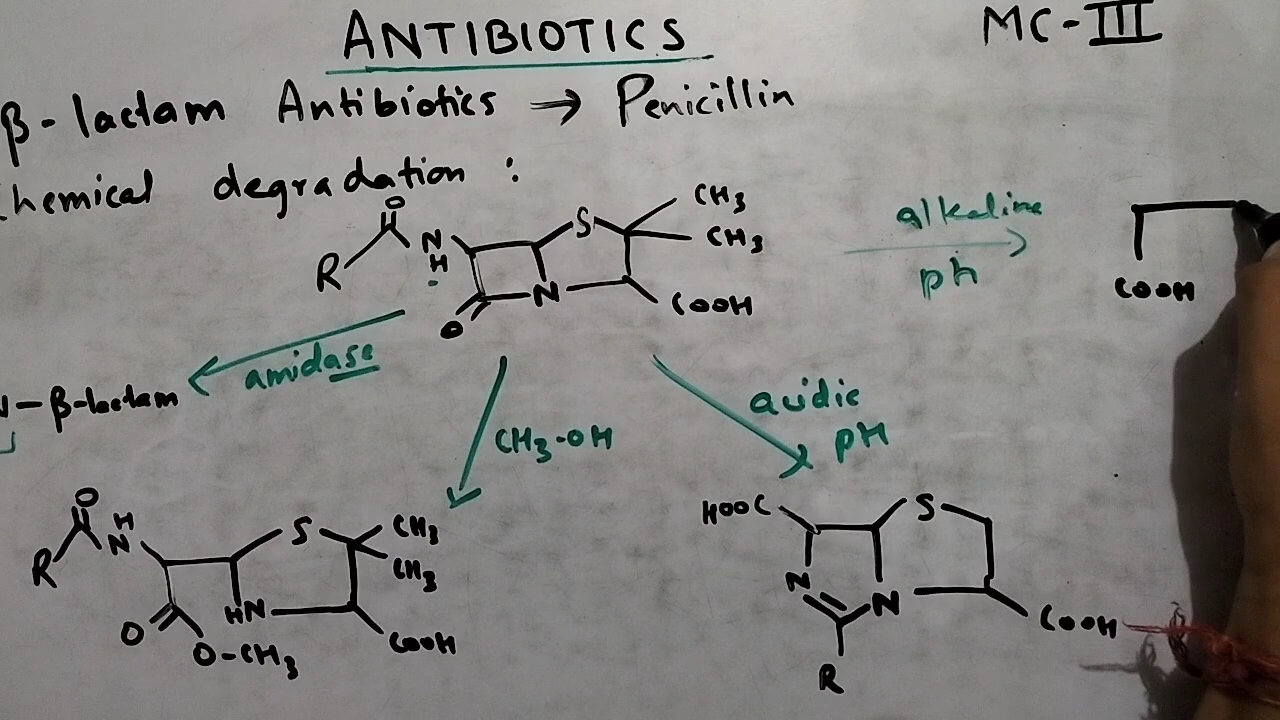 ANTIBIOTICS
MC-III
β-lactam Antibiotics → Penicillin
Chemical degradation :
O
R
N
H
S
CH3
CH3
N
O
COOH
alkaline
ph
COOH
amidase
β-lactam
CH3-OH
acidic
pH
O
R
H
N
S
CH3
CH3
HN
COOH
O
O-CH3
HOOC
S
N
N
COOH
R